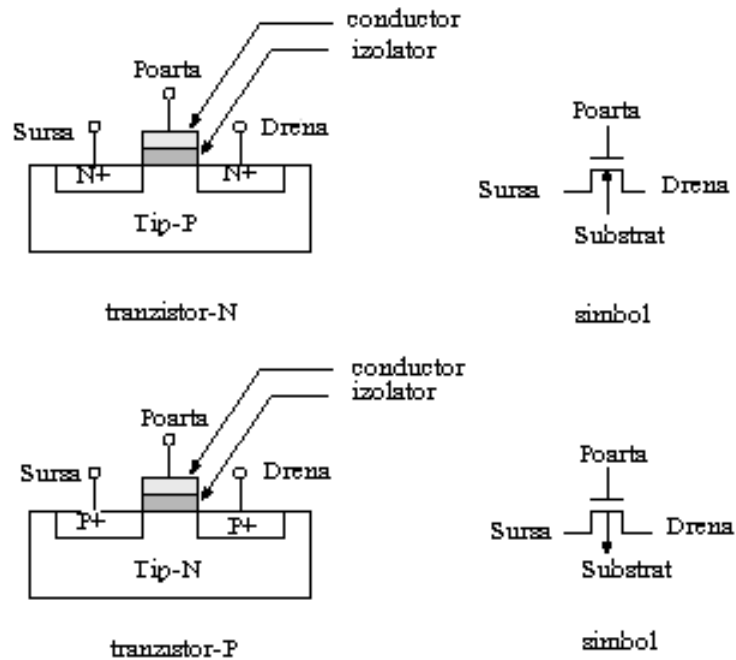 conductor
izolator
Poarta
Sursa
Drena
N+
N+
Tip-P
tranzistor-N
Poarta
Sursa
Drena
Substrat
simbol
conductor
izolator
Poarta
Sursa
Drena
P+
P+
Tip-N
tranzistor-P
Poarta
Sursa
Drena
Substrat
simbol